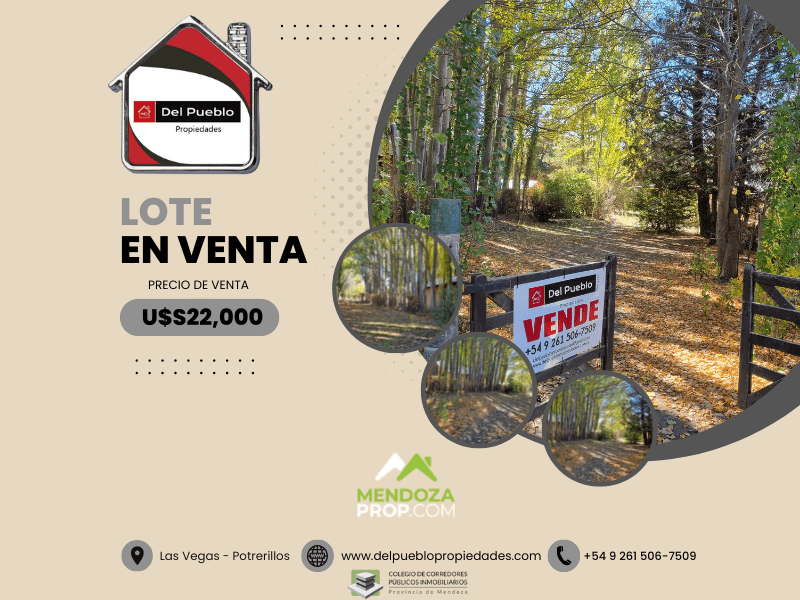 Del Pueblo
Propiedades
LOTE
EN VENTA
PRECIO DE VENTA
U$S22,000
Del Pueblo
VENDE
+54 9 261 506-7509
MENDOZA
PROP.COM
Las Vegas - Potrerillos
www.delpueblopropiedades.com
+54 9 261 506-7509
COLEGIO DE CORREDORES
PÚBLICOS INMOBILIARIOS
Provincia de Mendoza